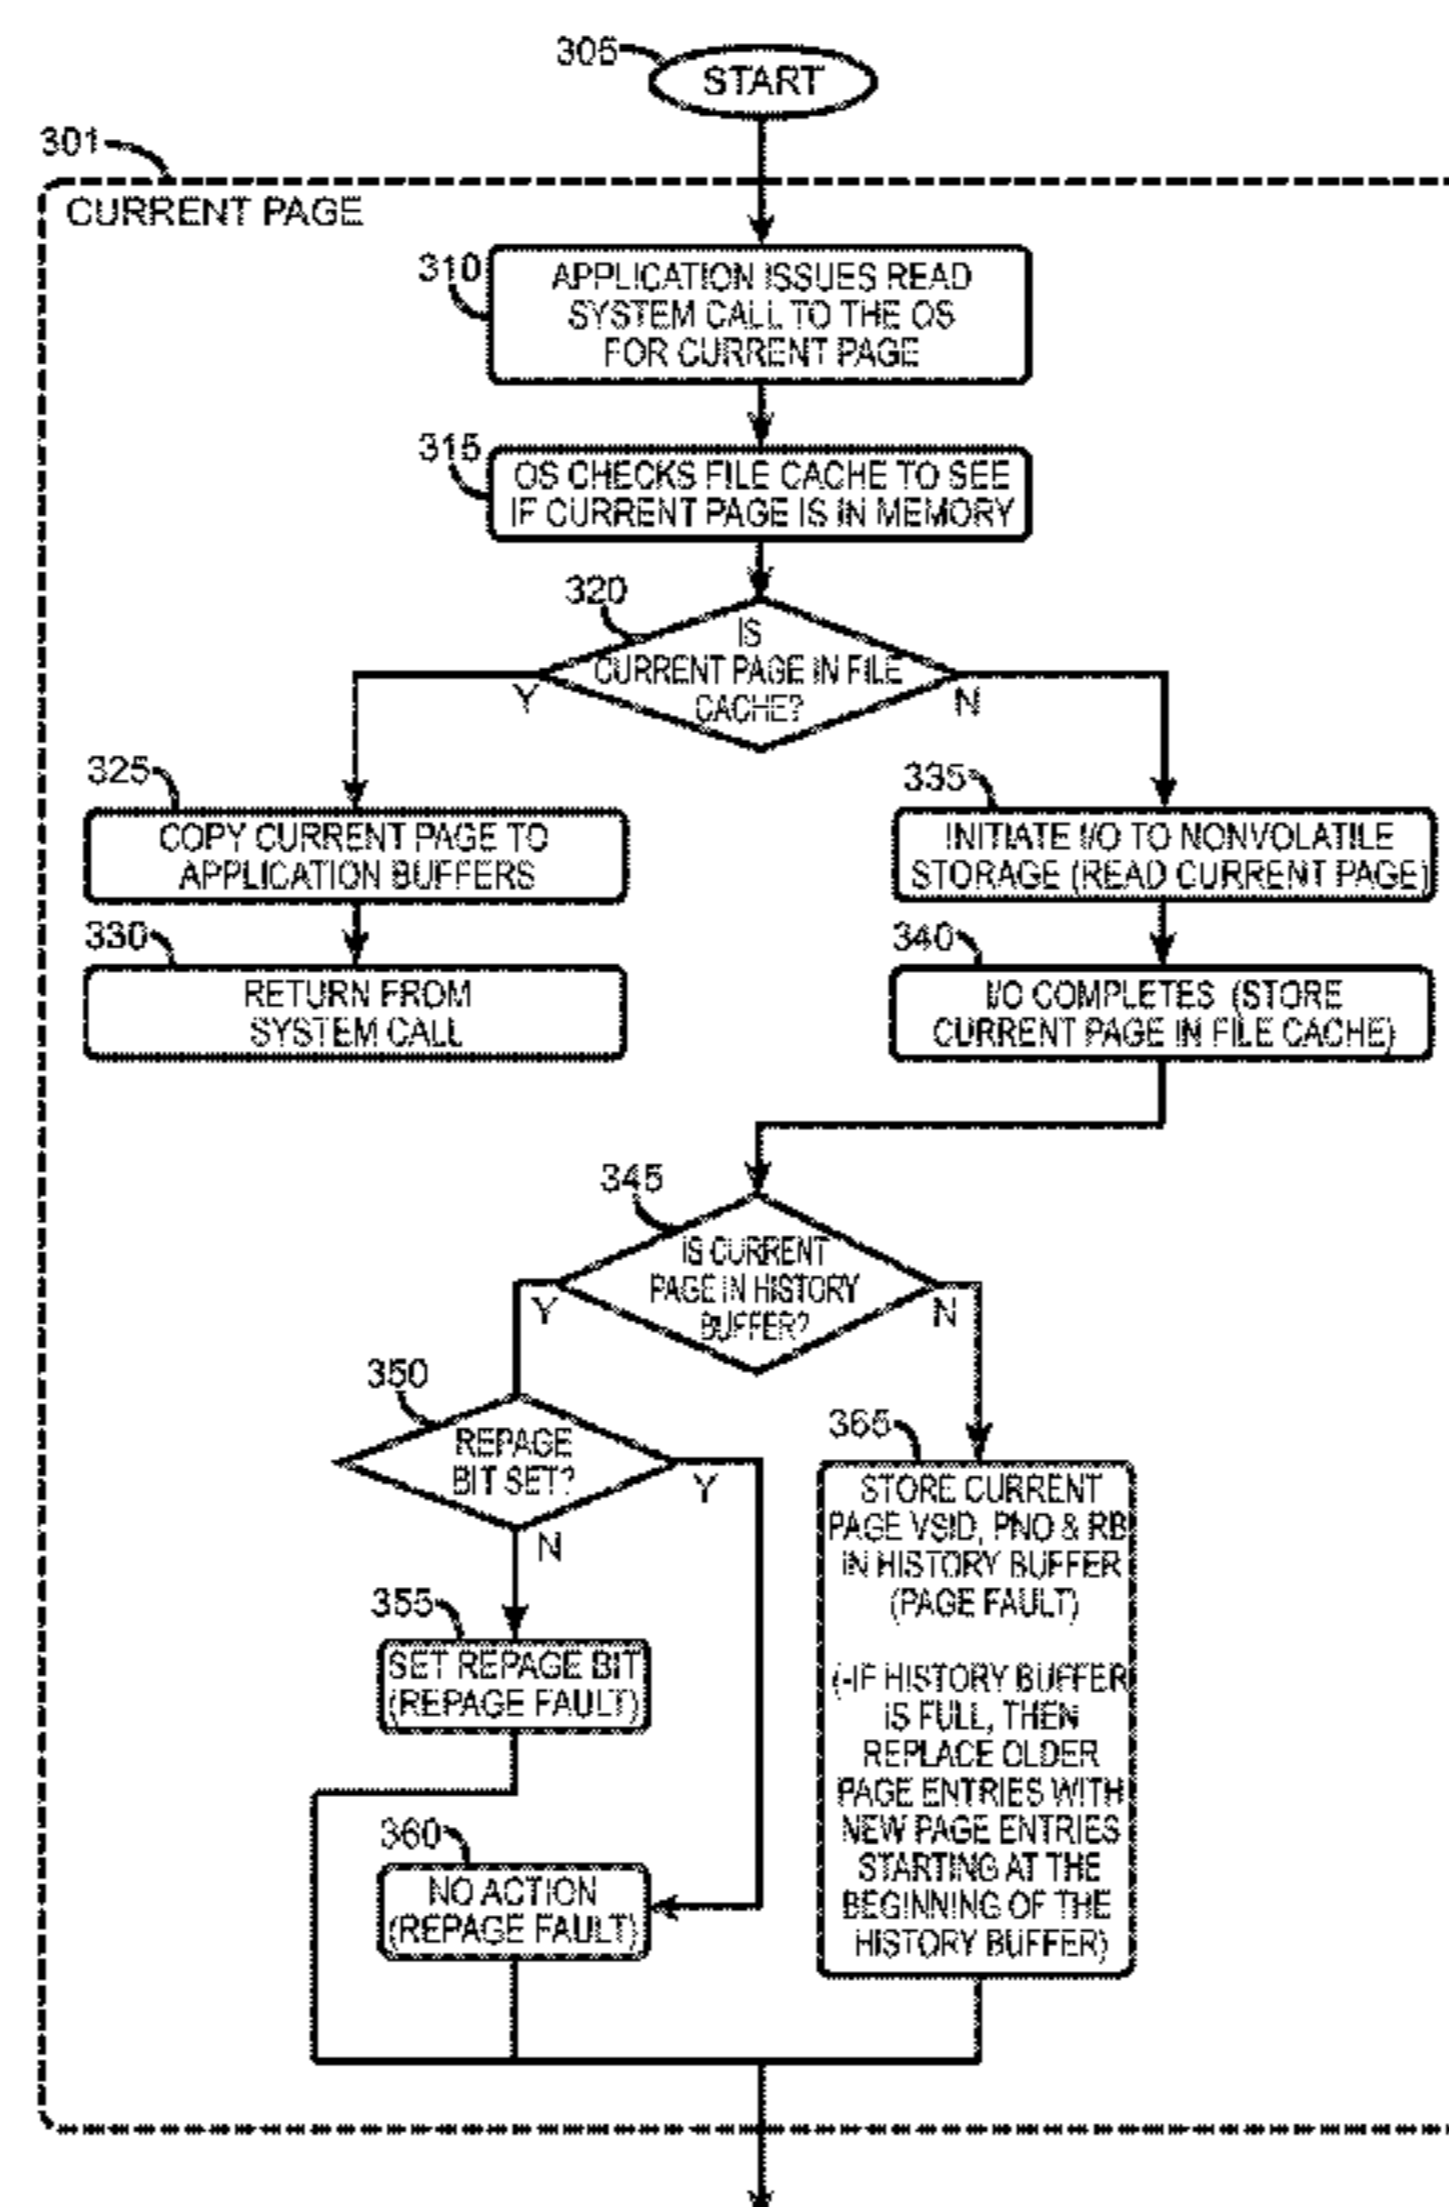 305
START
301
CURRENT PAGE
310
APPLICATION ISSUES READ
SYSTEM CALL TO THE OS
FOR CURRENT PAGE
315
OS CHECKS FILE CACHE TO SEE
IF CURRENT PAGE IS IN MEMORY
320
IS
CURRENT PAGE IN FILE
CACHE?
Y
N
325
COPY CURRENT PAGE TO
APPLICATION BUFFERS
335
INITIATE I/O TO NONVOLATILE
STORAGE (READ CURRENT PAGE)
330
RETURN FROM
SYSTEM CALL
340
I/O COMPLETES (STORE
CURRENT PAGE IN FILE CACHE)
345
IS CURRENT
PAGE IN HISTORY
BUFFER?
Y
N
350
REPAGE
BIT SET?
Y
N
355
SET REPAGE BIT
(REPAGE FAULT)
360
NO ACTION
(REPAGE FAULT)
365
STORE CURRENT
PAGE VSID, PNO & RB
IN HISTORY BUFFER
(PAGE FAULT)
(-IF HISTORY BUFFER
IS FULL, THEN
REPLACE OLDER
PAGE ENTRIES WITH
NEW PAGE ENTRIES
STARTING AT THE
BEGINNING OF THE
HISTORY BUFFER)